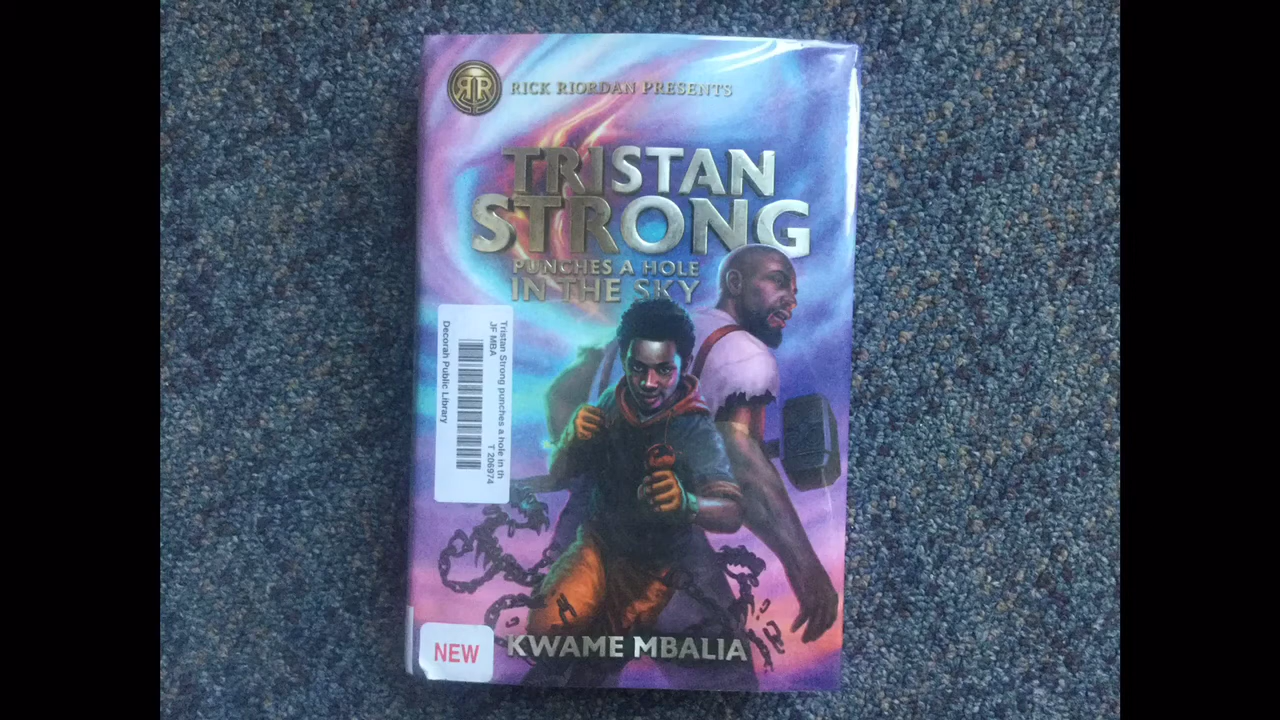 RR
RICK RIORDAN PRESENTS
TRISTAN
STRONG
PUNCHES A HOLE
IN THE SKY
Tristan Strong punches a hole in th
JF MBA T 206974
Decorah Public Library
NEW
KWAME MBALIA